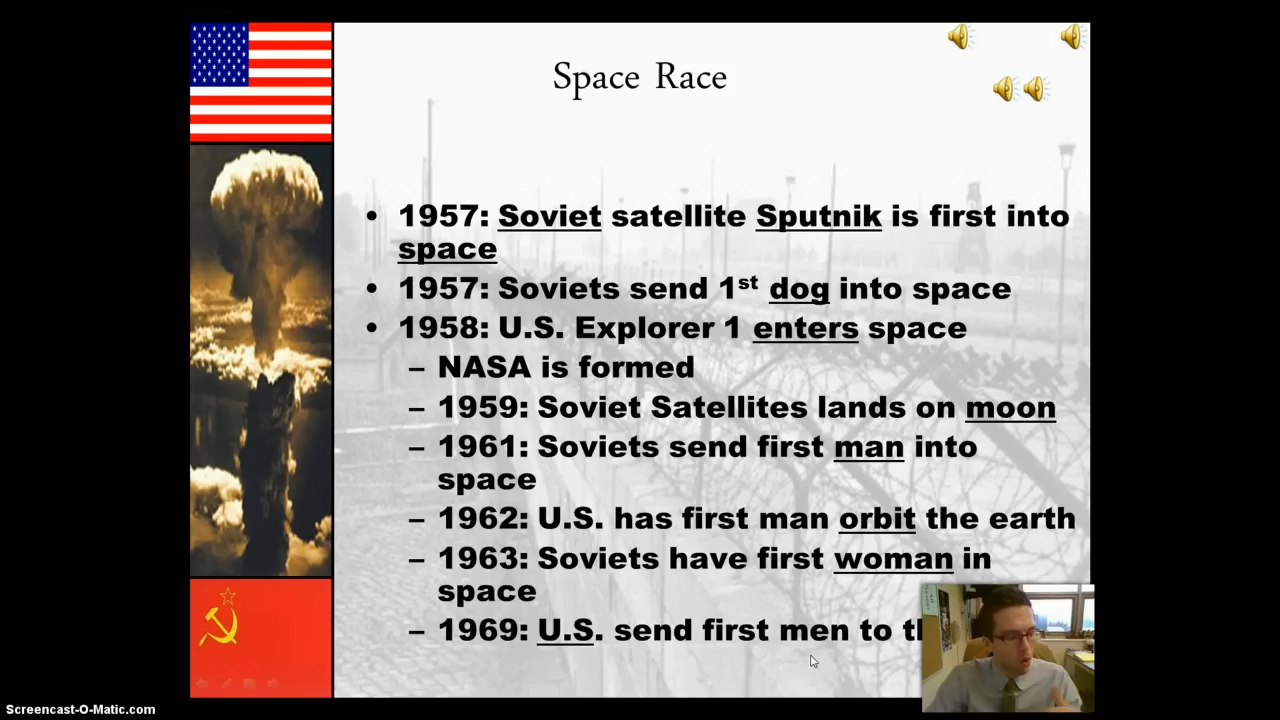 Space Race
• 1957: Soviet satellite Sputnik is first into
space
• 1957: Soviets send 1st dog into space
• 1958: U.S. Explorer 1 enters space
– NASA is formed
– 1959: Soviet Satellites lands on moon
– 1961: Soviets send first man into
space
– 1962: U.S. has first man orbit the earth
– 1963: Soviets have first woman in
space
– 1969: U.S. send first men to
Screencast-O-Matic.com